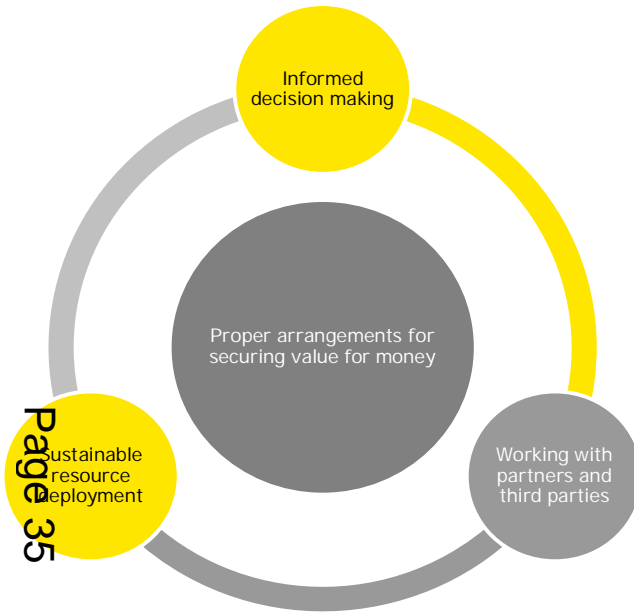 Informed
decision making
Proper arrangements for
securing value for money
Sustainable
resource
deployment
Working with
partners and
third parties
Page 35